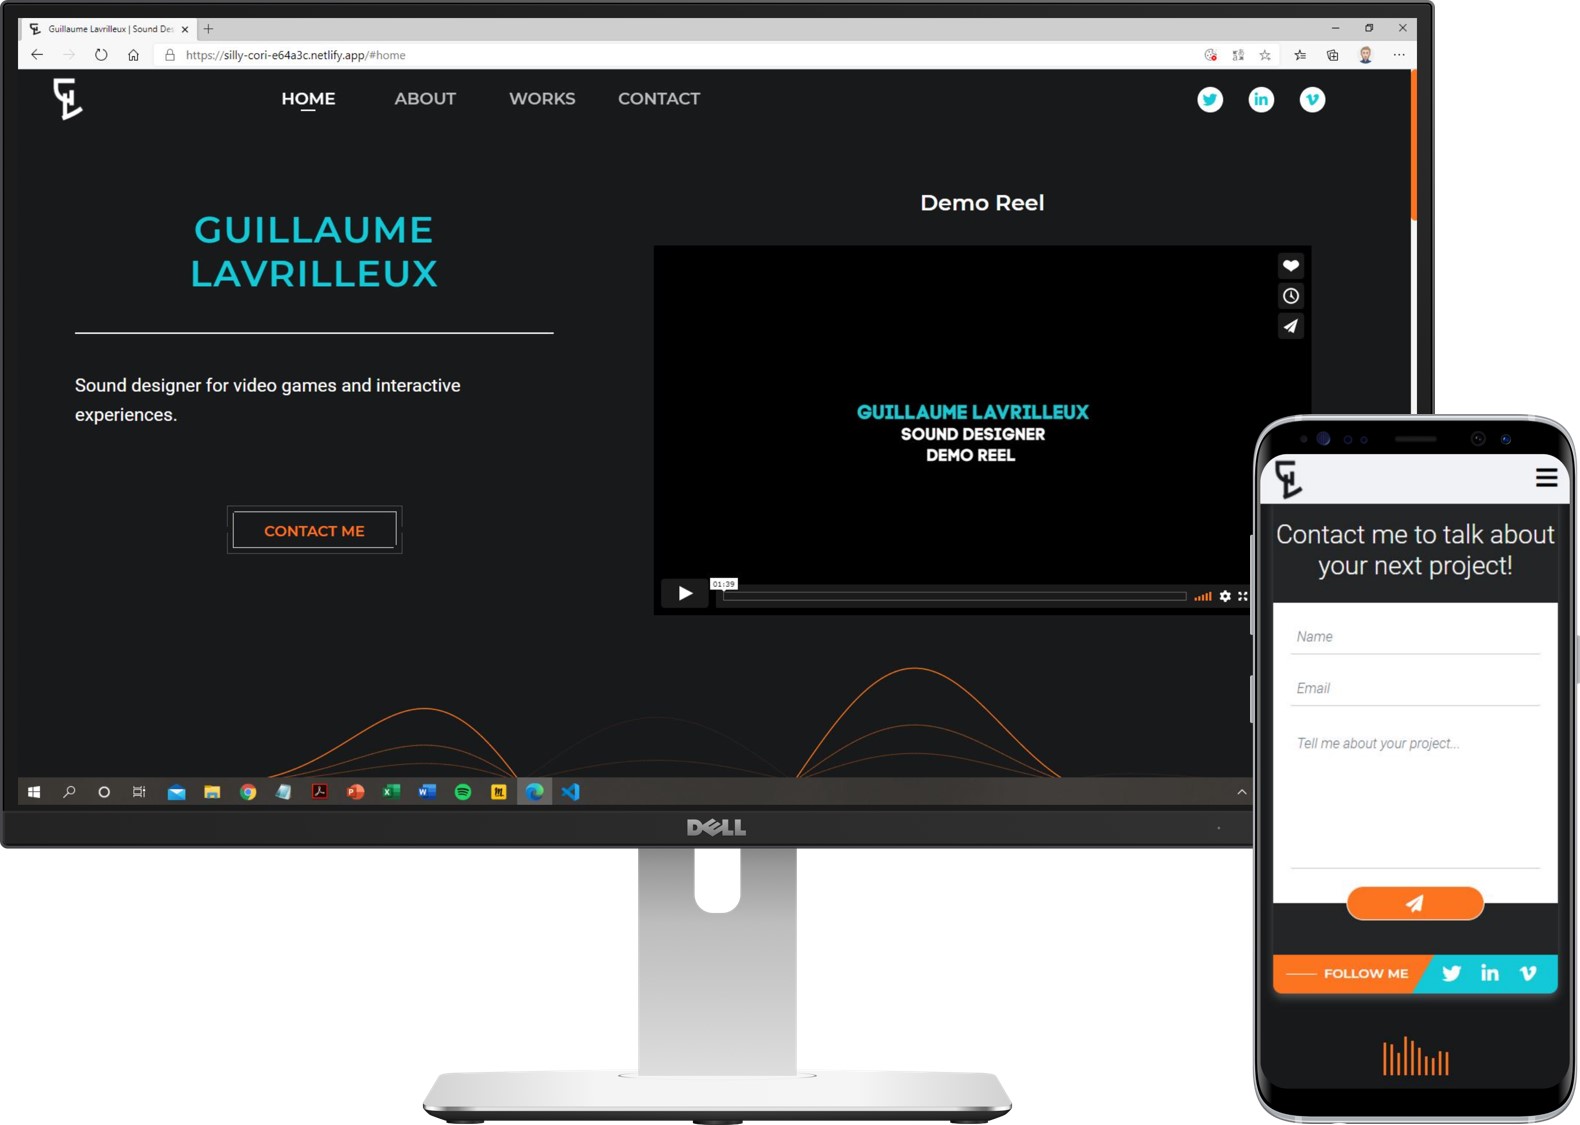 Guillaume Lavrilleux | Sound Des
https://silly-cori-e64a3c.netlify.app/#home
HOME ABOUT WORKS CONTACT
GUILLAUME
LAVRILLEUX
Sound designer for video games and interactive
experiences.
CONTACT ME
Demo Reel
GUILLAUME LAVRILLEUX
SOUND DESIGNER
DEMO REEL
01:39
DELL
Contact me to talk about
your next project!
Name
Email
Tell me about your project...
FOLLOW ME